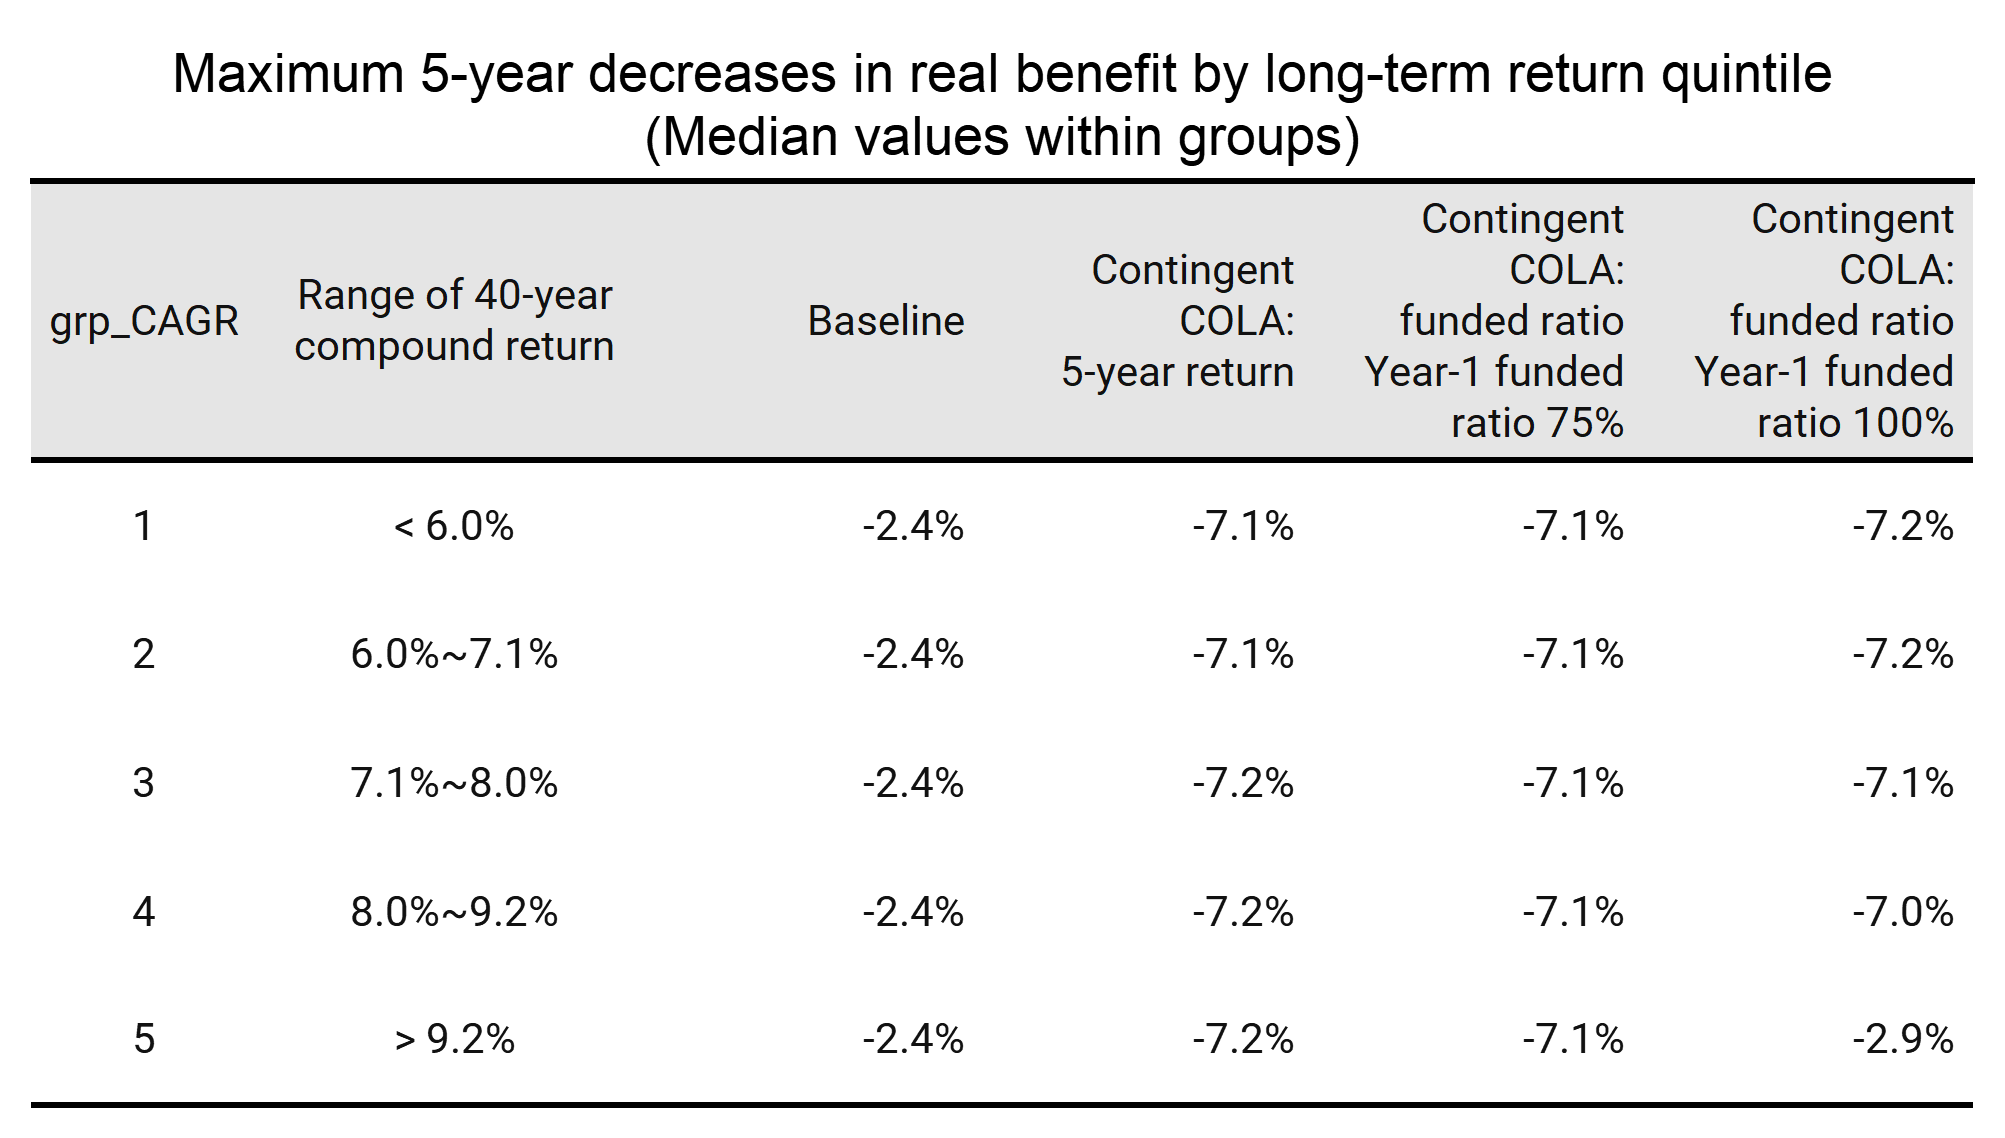 Maximum 5-year decreases in real benefit by long-term return quintile
(Median values within groups)
grp_CAGR
Range of 40-year
compound return
Baseline
Contingent
COLA:
5-year return
Contingent
COLA:
funded ratio
Year-1 funded
ratio 75%
Contingent
COLA:
funded ratio
Year-1 funded
ratio 100%
1 < 6.0% -2.4% -7.1% -7.1% -7.2%
2 6.0%~7.1% -2.4% -7.1% -7.1% -7.2%
3 7.1%~8.0% -2.4% -7.2% -7.1% -7.1%
4 8.0%~9.2% -2.4% -7.2% -7.1% -7.0%
5 > 9.2% -2.4% -7.2% -7.1% -2.9%